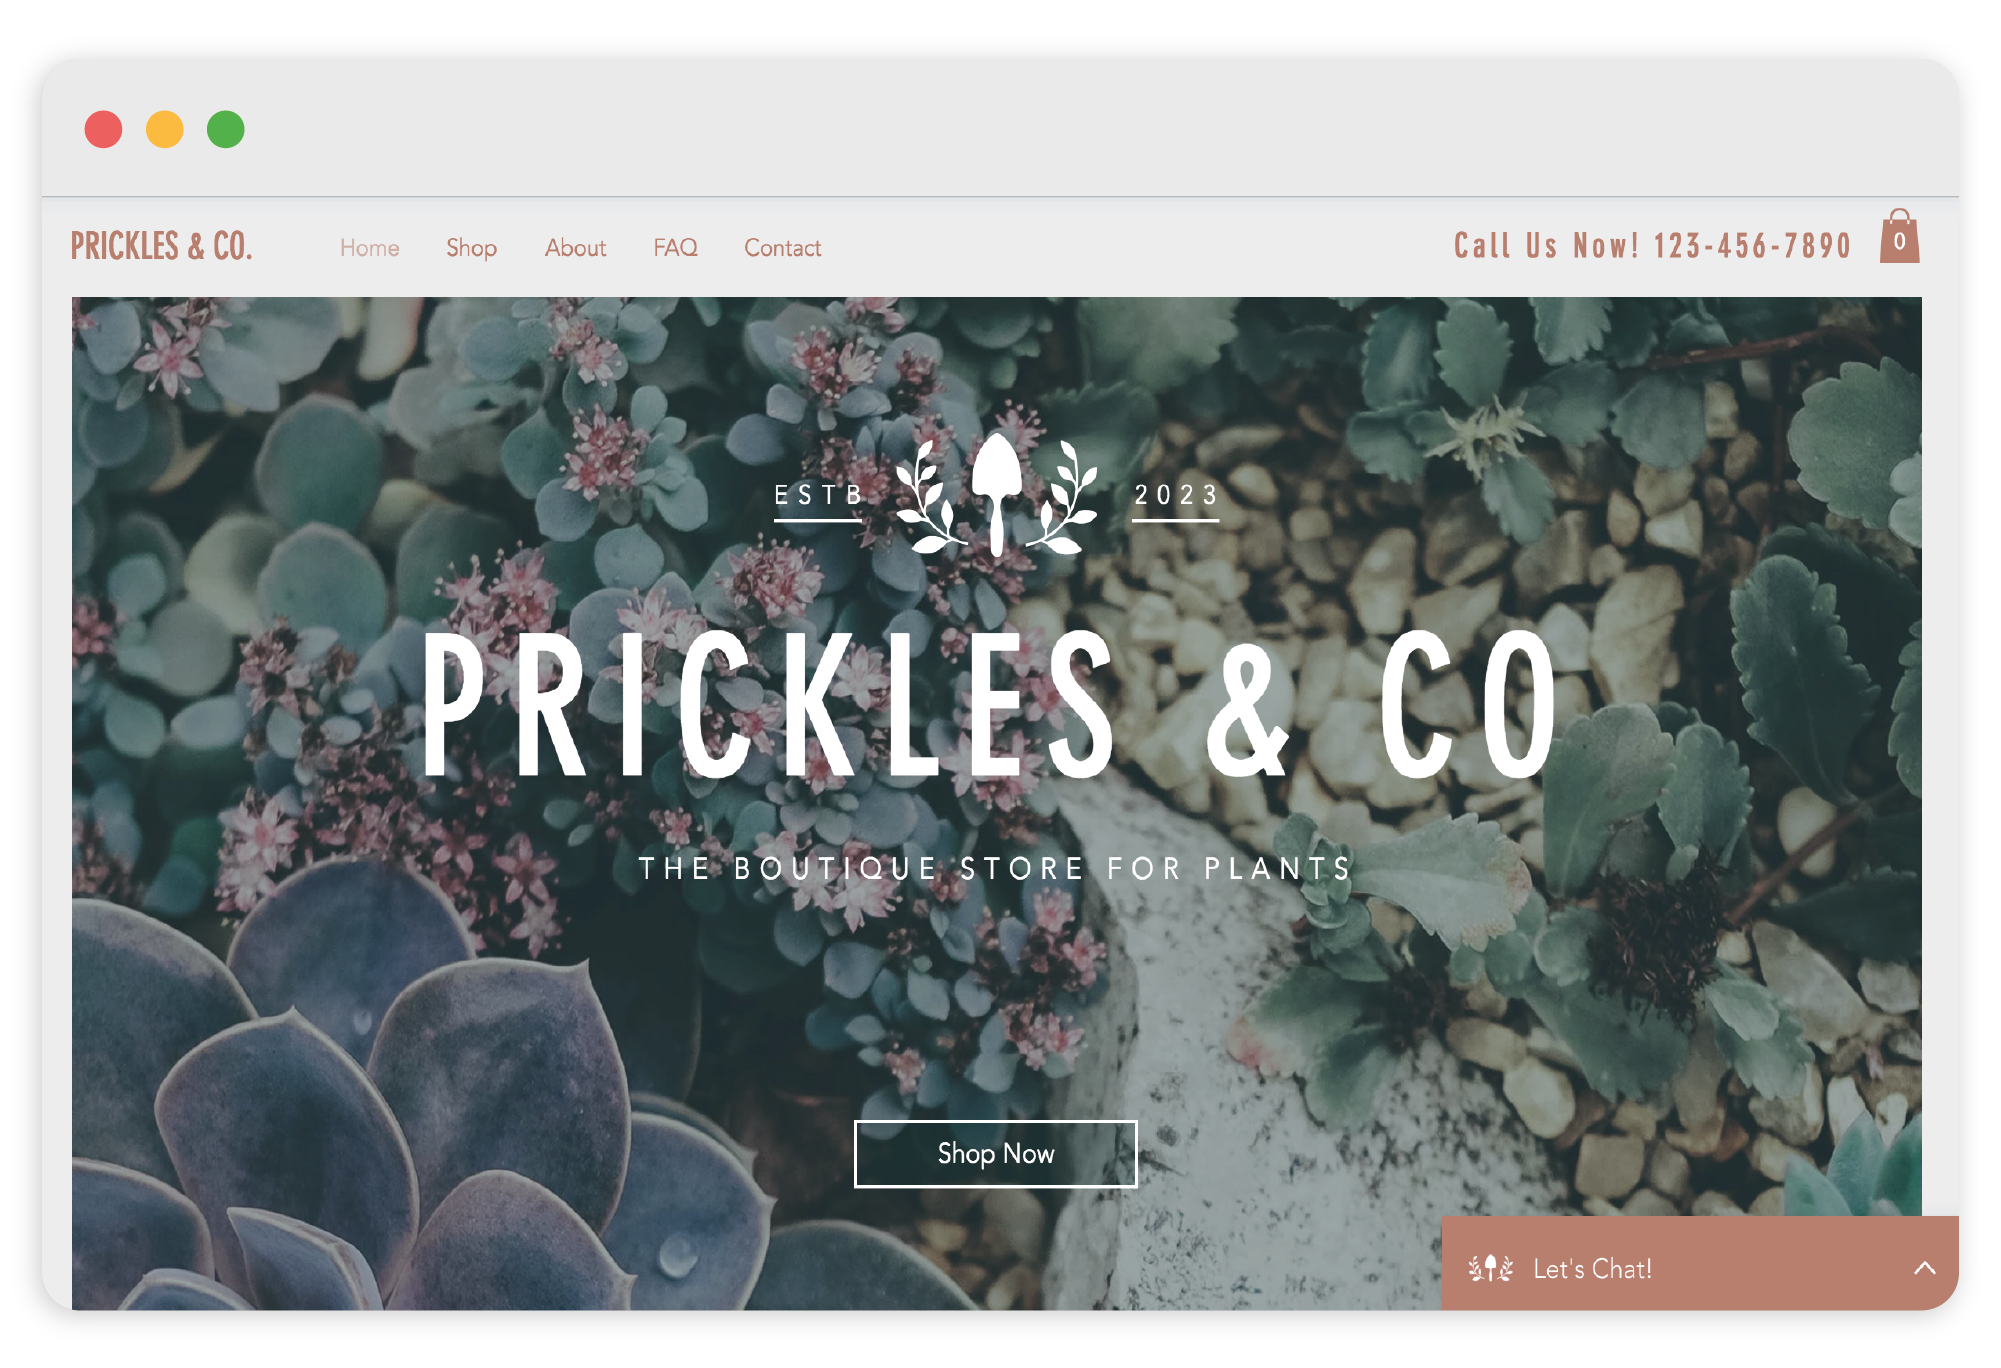 PRICKLES & CO.
Home Shop About FAQ Contact
Call Us Now! 123-456-7890
0
ESTB 2023
PRICKLES & CO
THE BOUTIQUE STORE FOR PLANTS
Shop Now
Let's Chat!